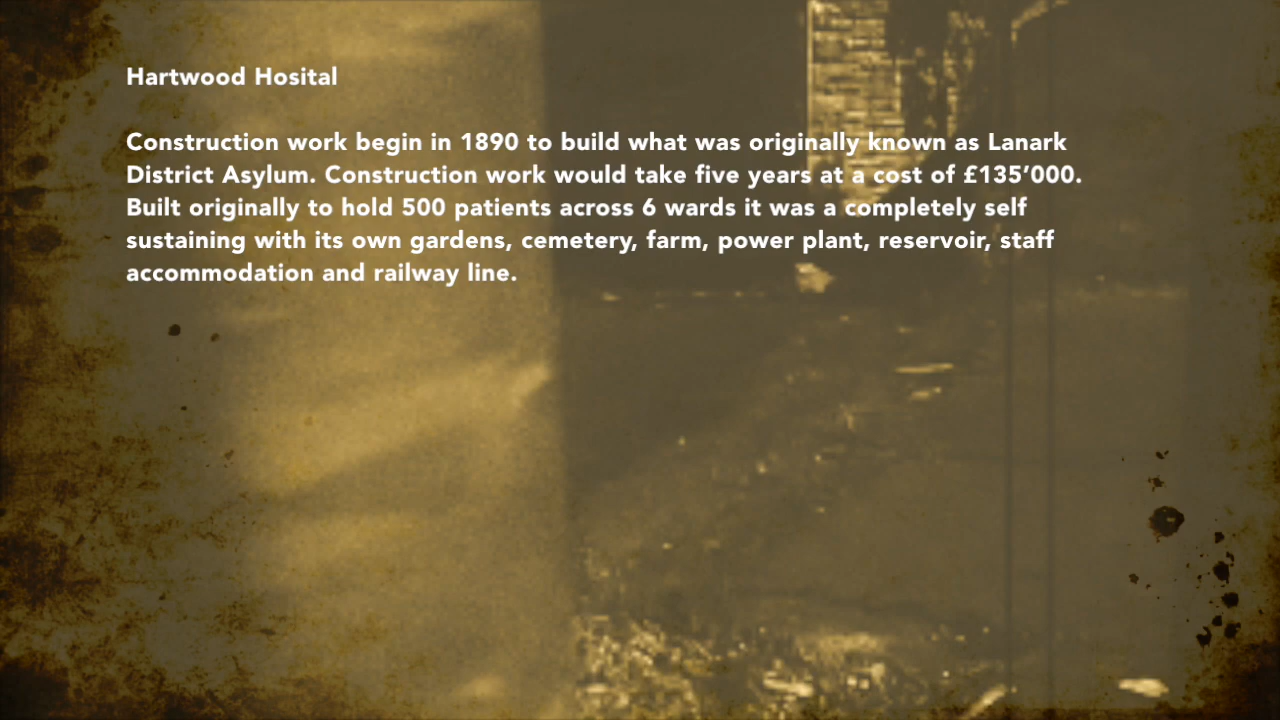 Hartwood Hosital
Construction work begin in 1890 to build what was originally known as Lanark
District Asylum. Construction work would take five years at a cost of £135’000.
Built originally to hold 500 patients across 6 wards it was a completely self
sustaining with its own gardens, cemetery, farm, power plant, reservoir, staff
accommodation and railway line.